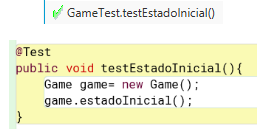 GameTest.testEstadoInicial()
@Test
public void testEstadoInicial(){
Game game= new Game();
game.estadoInicial();
}